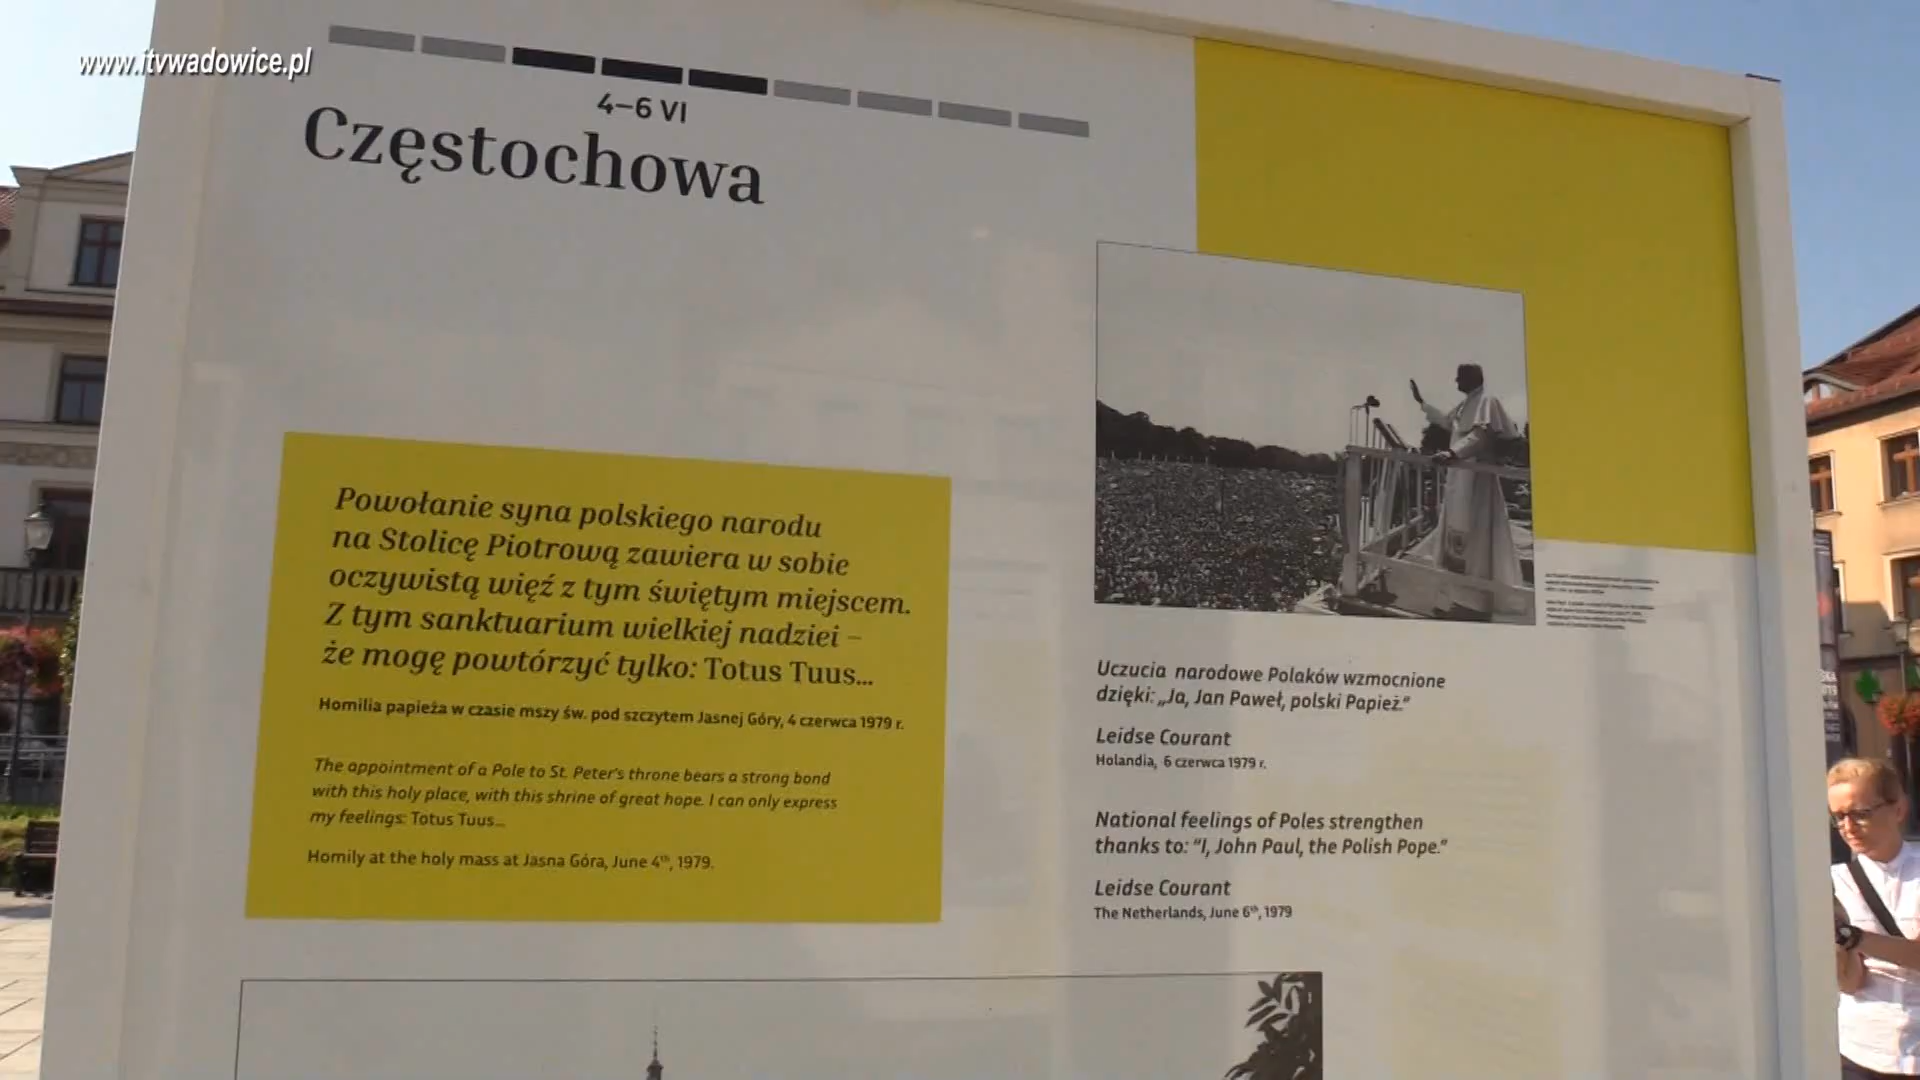 www.itvwadowice.pl
4–6 VI
Częstochowa
Powołanie syna polskiego narodu
na Stolicę Piotrową zawiera w sobie
oczywistą więź z tym świętym miejscem.
Z tym sanktuarium wielkiej nadziei –
że mogę powtórzyć tylko: Totus Tuus...
Homilia papieża w czasie mszy św. pod szczytem Jasnej Góry, 4 czerwca 1979 r.
The appointment of a Pole to St. Peter's throne bears a strong bond
with this holy place, with this shrine of great hope. I can only express
my feelings: Totus Tuus...
Homily at the holy mass at Jasna Góra, June 4th, 1979.
Uczucia narodowe Polaków wzmocnione
dzięki: „Ja, Jan Paweł, polski Papież.”
Leidse Courant
Holandia, 6 czerwca 1979 r.
National feelings of Poles strengthen
thanks to: “I, John Paul, the Polish Pope.”
Leidse Courant
The Netherlands, June 6th, 1979